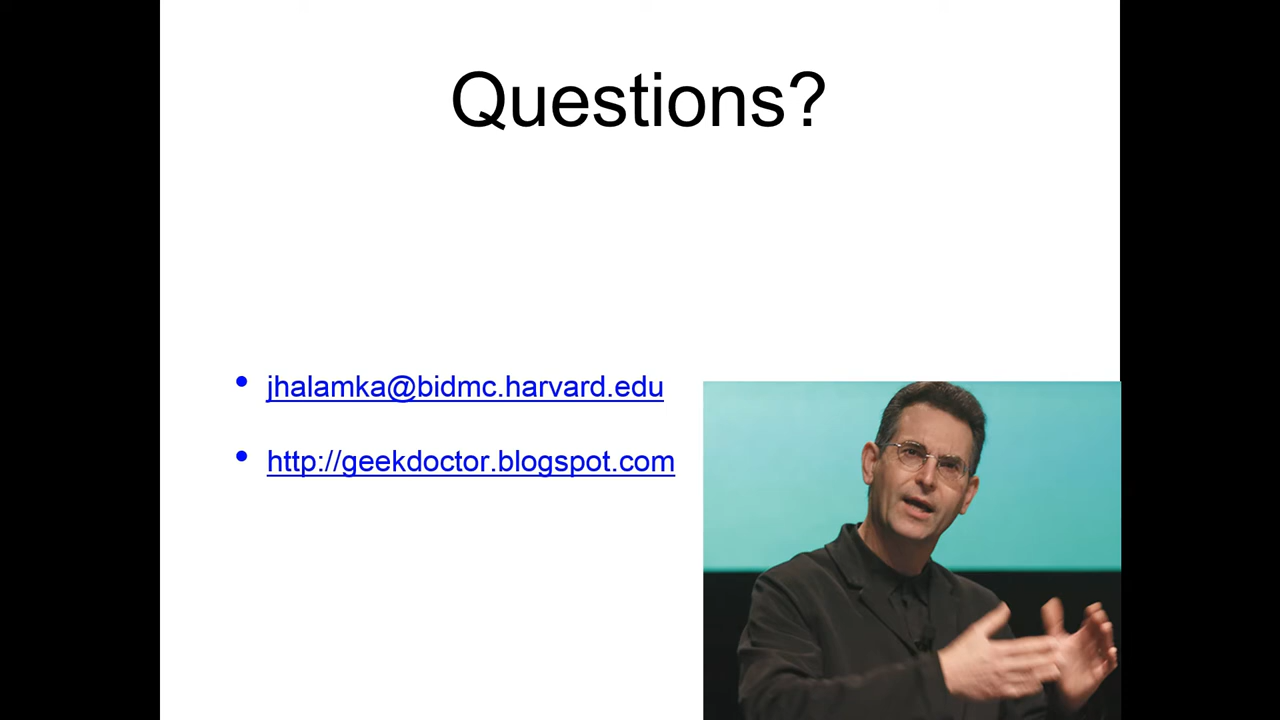 Questions?
• jhalamka@bidmc.harvard.edu
• http://geekdoctor.blogspot.com